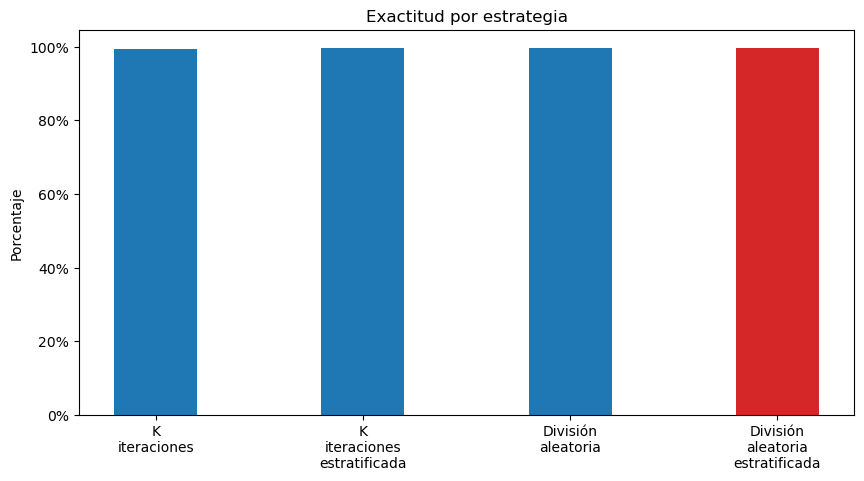 Exactitud por estrategia
Porcentaje
100%
80%
60%
40%
20%
0%
K
iteraciones
K
iteraciones
estratificada
División
aleatoria
División
aleatoria
estratificada